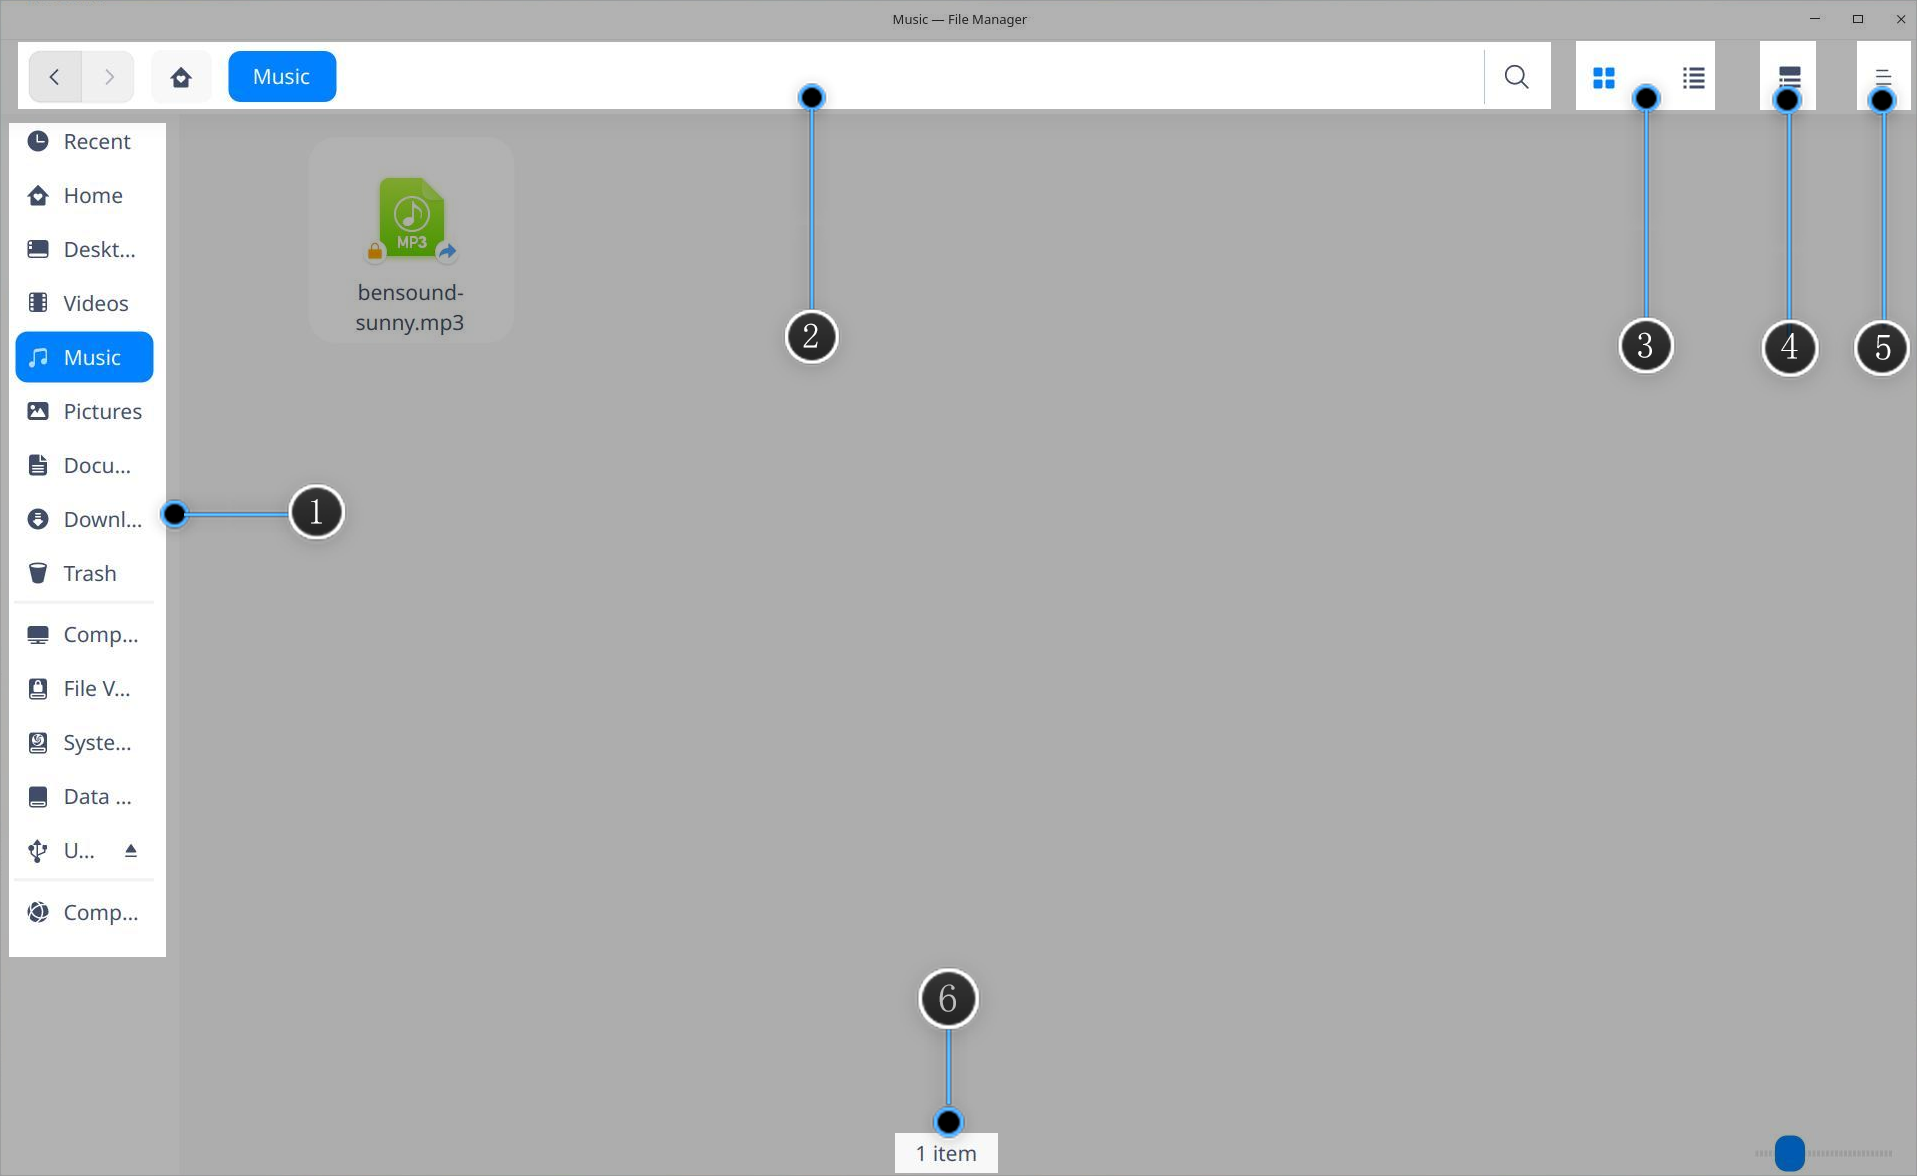 Music — File Manager
Music
Recent
Home
Deskt...
Videos
Music
Pictures
Docu...
Downl...
Trash
Comp...
File V...
Syste...
Data ...
U...
Comp...
MP3
bensound-
sunny.mp3
1
2
3
4
5
6
1 item